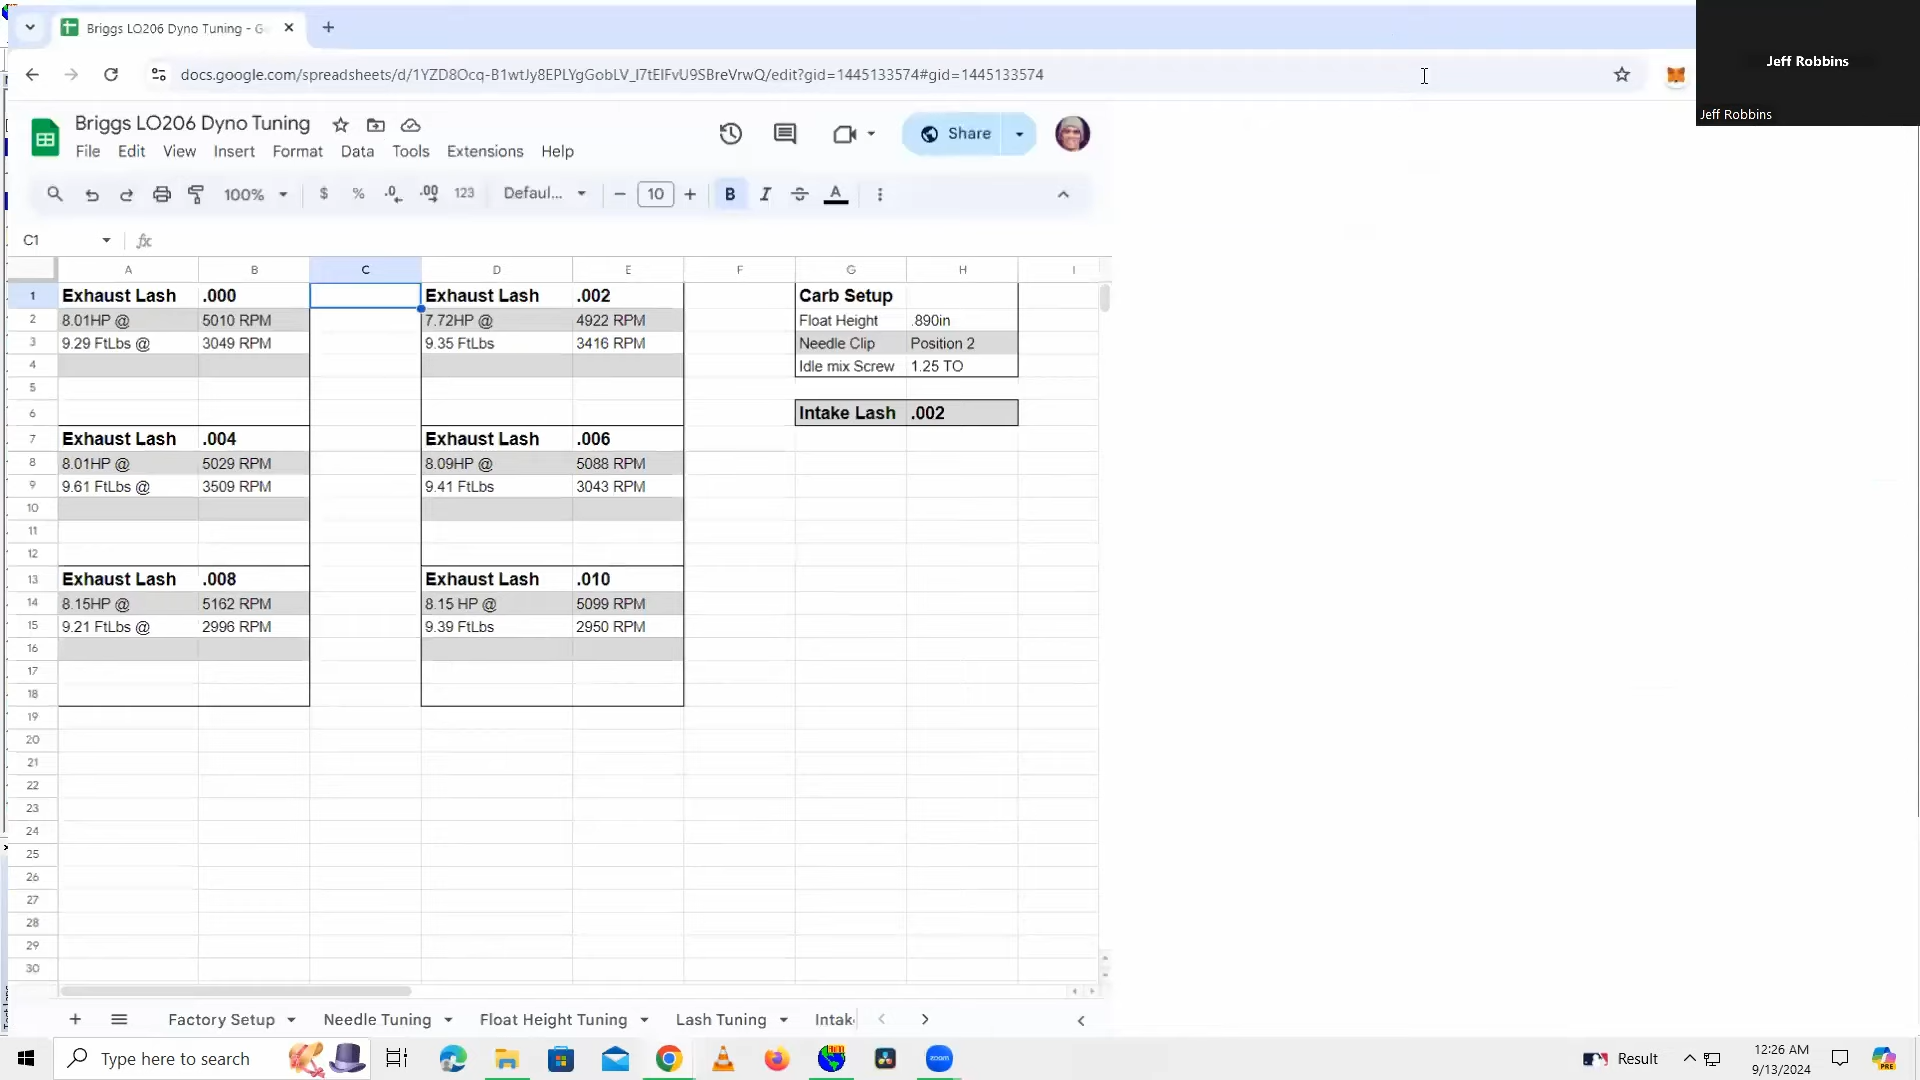 Briggs LO206 Dyno Tuning - G
docs.google.com/spreadsheets/d/1YZD8Ocq-B1wtJy8EPLYgGobLV_I7tEIFvU9SBreVrwQ/edit?gid=1445133574#gid=1445133574
Jeff Robbins
Jeff Robbins
Briggs LO206 Dyno Tuning
File Edit View Insert Format Data Tools Extensions Help
Share
100% $ % .0 .00 123 Defaul... − 10 + B I A
C1 fx
A B C D E F G H I
1 Exhaust Lash .000 Exhaust Lash .002 Carb Setup
2 8.01HP @ 5010 RPM 7.72HP @ 4922 RPM Float Height .890in
3 9.29 FtLbs @ 3049 RPM 9.35 FtLbs 3416 RPM Needle Clip Position 2
4 Idle mix Screw 1.25 TO
5
6 Intake Lash .002
7 Exhaust Lash .004 Exhaust Lash .006
8 8.01HP @ 5029 RPM 8.09HP @ 5088 RPM
9 9.61 FtLbs @ 3509 RPM 9.41 FtLbs 3043 RPM
10
11
12
13 Exhaust Lash .008 Exhaust Lash .010
14 8.15HP @ 5162 RPM 8.15 HP @ 5099 RPM
15 9.21 FtLbs @ 2996 RPM 9.39 FtLbs 2950 RPM
16
17
18
19
20
21
22
23
24
25
26
27
28
29
30
Factory Setup Needle Tuning Float Height Tuning Lash Tuning Intak
Type here to search
zoom
Result
PRE
12:26 AM
9/13/2024